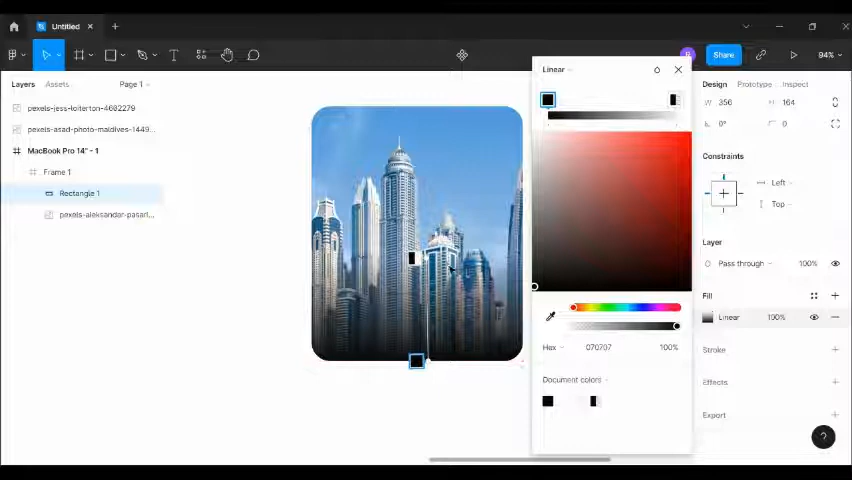 Untitled
Share
94%
Layers
Assets
Page 1
pexels-jess-loiterton-4602279
pexels-asad-photo-maldives-1449...
MacBook Pro 14" - 1
Frame 1
Rectangle 1
pexels-aleksandar-pasari...
Linear
Hex
070707
100%
Document colors
Design
Prototype
Inspect
W 356
H 164
0°
0
Constraints
Left
Top
Layer
Pass through
100%
Fill
Linear
100%
Stroke
Effects
Export
?